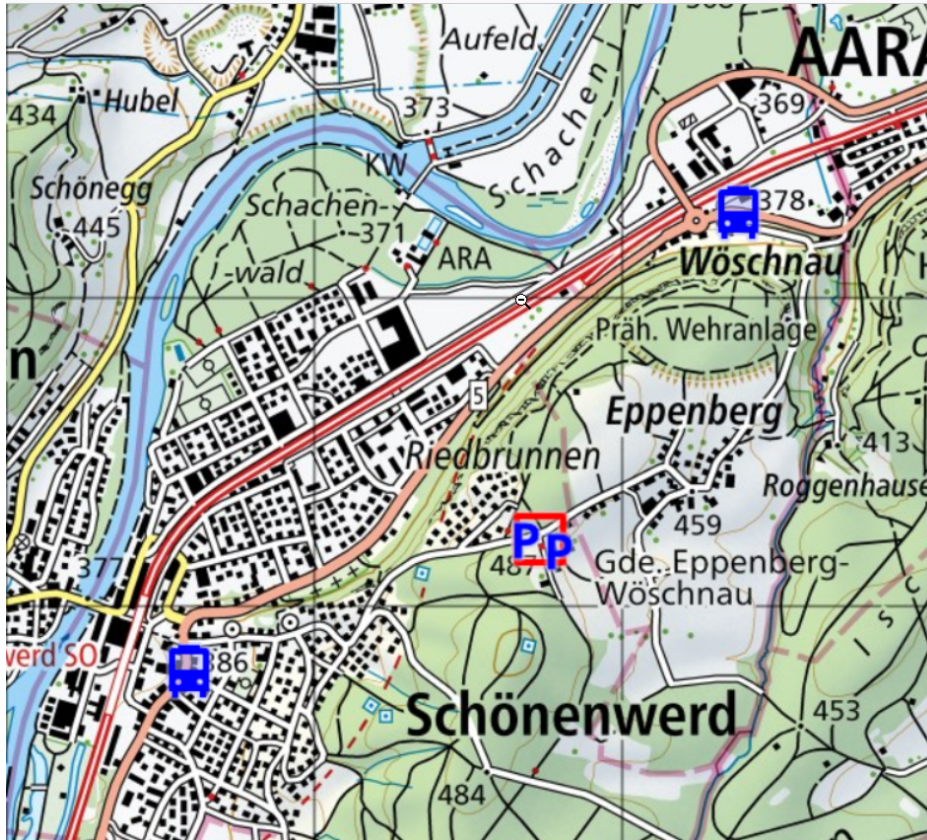 AARA
Aufeld
434
Hubel
373
369
KW
Schachen
Schönegg
445
Schachen-
371
-wald
ARA
378
Wöschnau
n
Präh. Wehranlage
5
Eppenberg
413
Riedbrunnen
Roggenhause
459
P
P
487
377
Gde. Eppenberg-
Wöschnau
werd SO
386
Schönenwerd
453
484